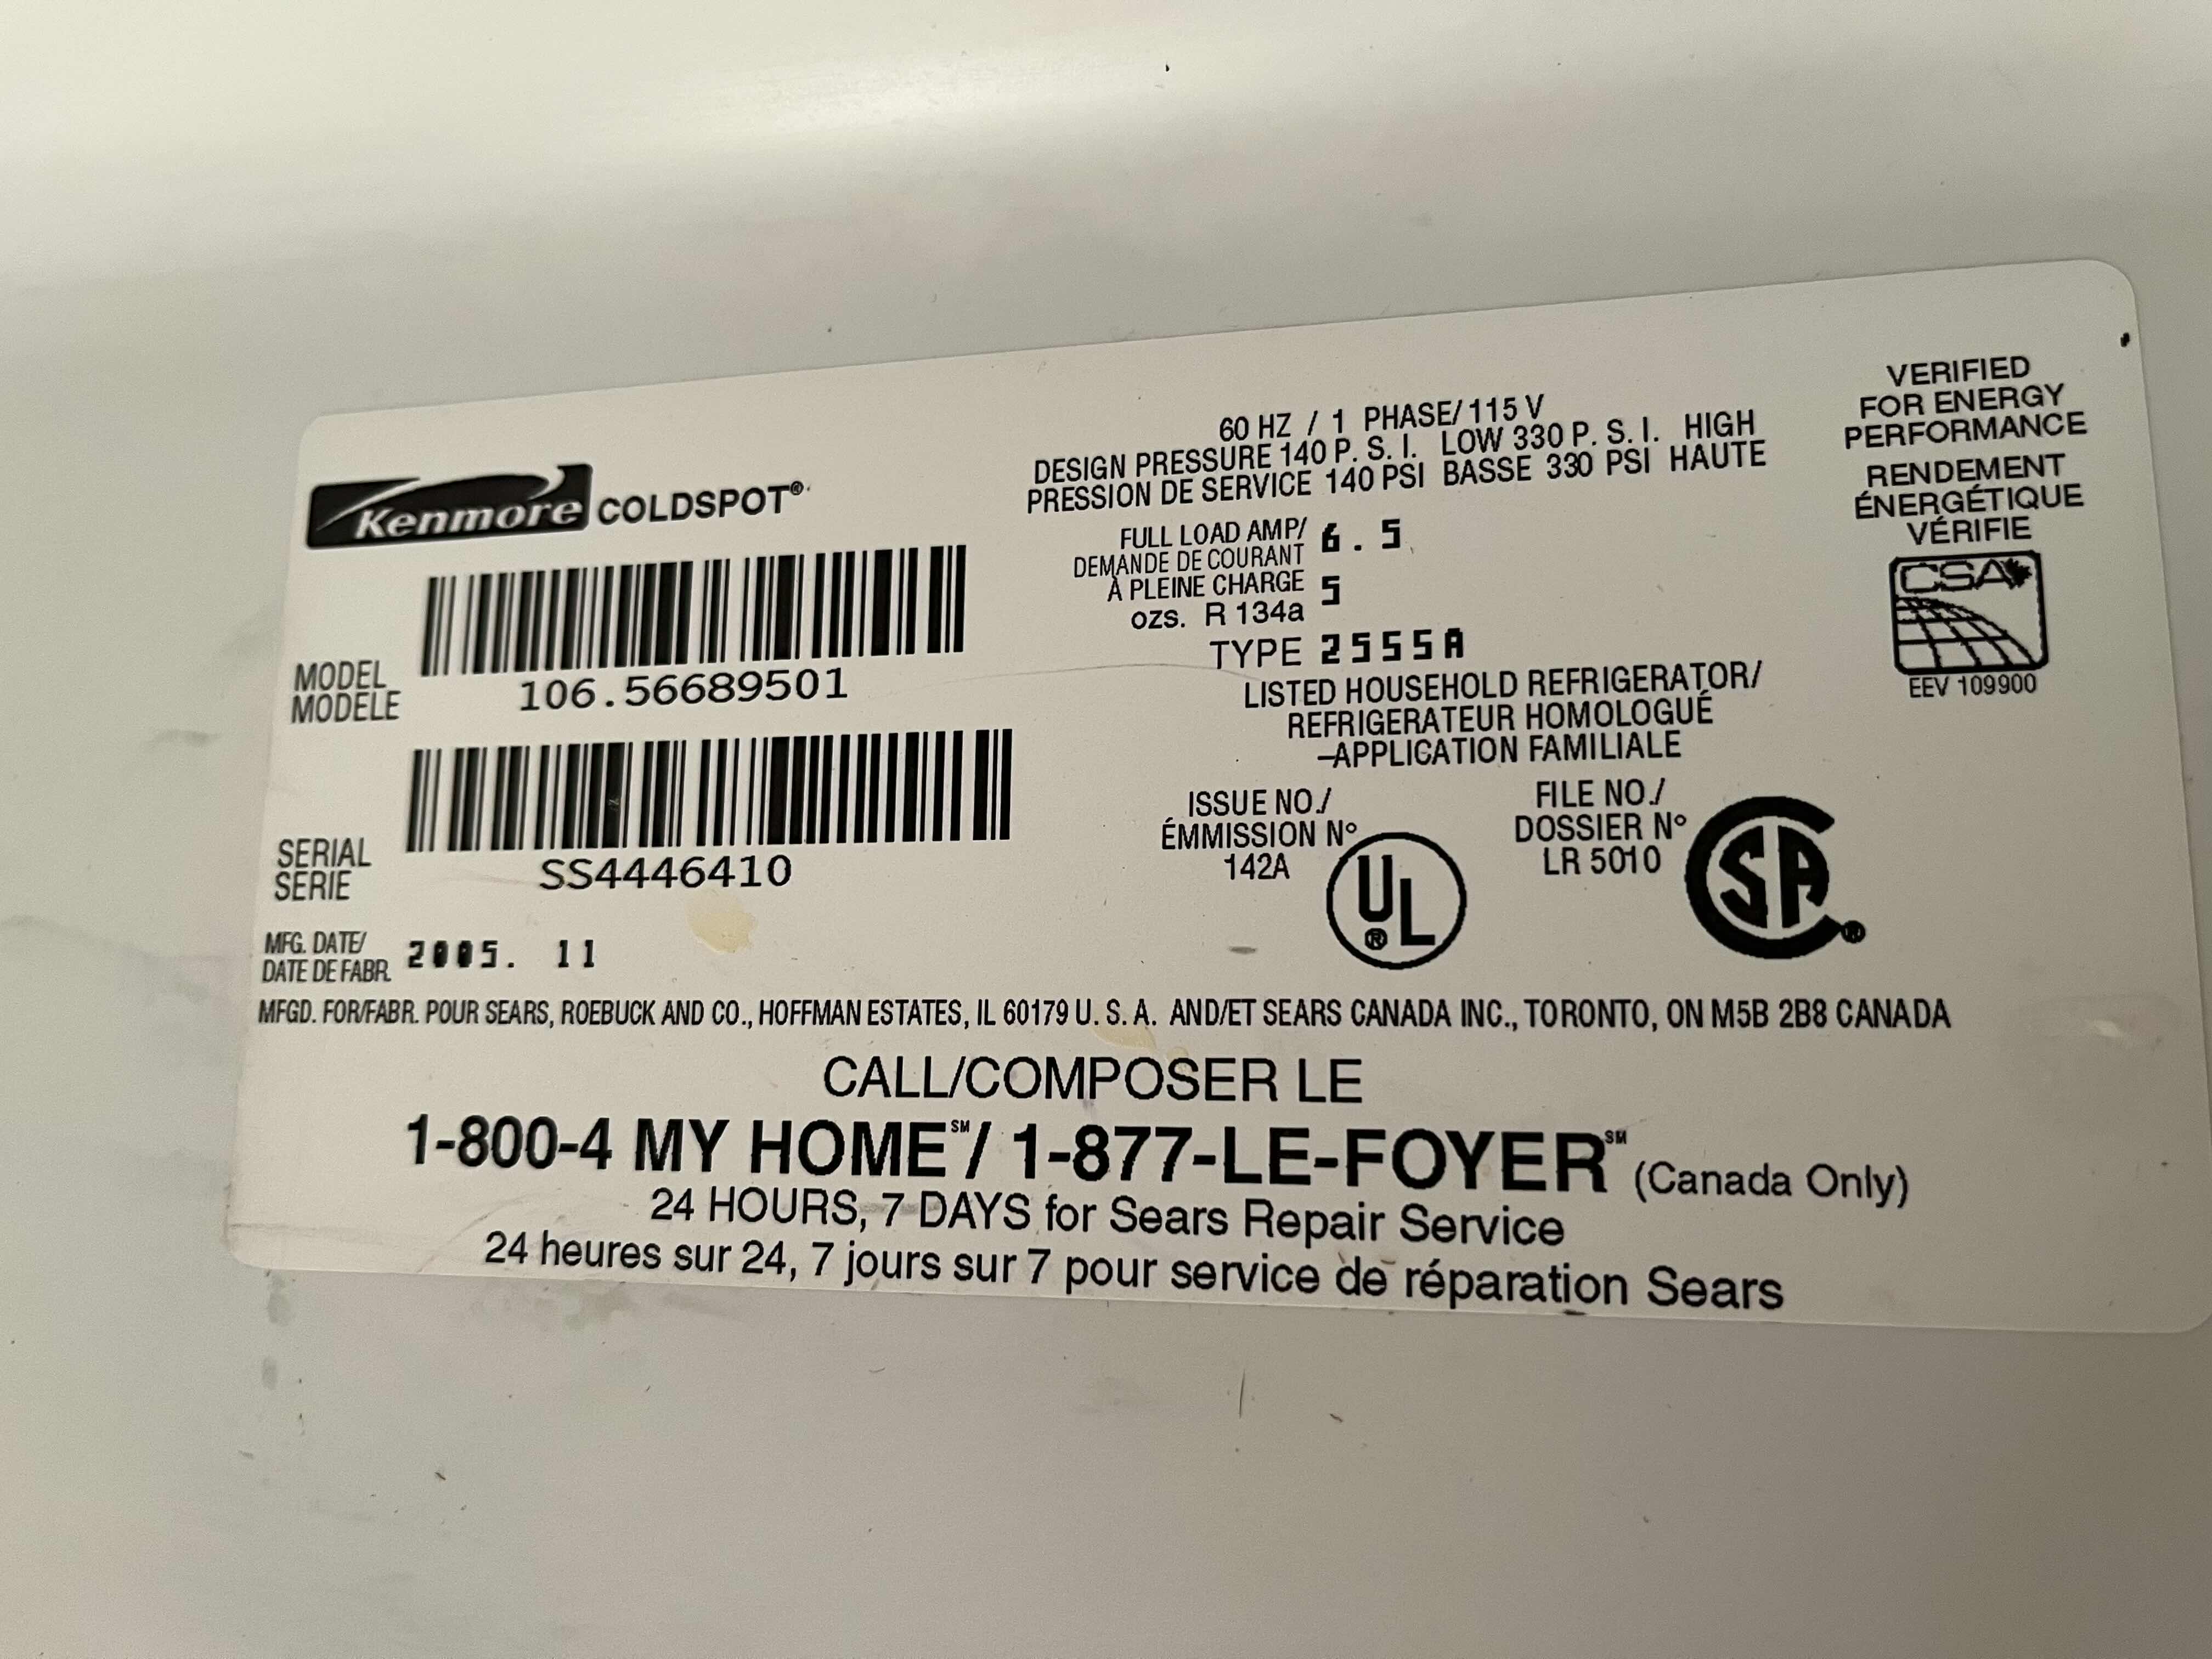 Kenmore COLDSPOT®
MODEL
MODÈLE
106.56689501
SERIAL
SERIE
SS4446410
MFG. DATE/
DATE DE FABR.
2005. 11
60 HZ / 1 PHASE/115 V
DESIGN PRESSURE 140 P. S. I. LOW 330 P. S. I. HIGH
PRESSION DE SERVICE 140 PSI BASSE 330 PSI HAUTE
FULL LOAD AMP/
DEMANDE DE COURANT
À PLEINE CHARGE
6.5
ozs. R 134a 5
TYPE 2555A
LISTED HOUSEHOLD REFRIGERATOR/
REFRIGERATEUR HOMOLOGUÉ
–APPLICATION FAMILIALE
ISSUE NO./
ÉMMISSION Nº
142A
UL®
FILE NO./
DOSSIER Nº
LR 5010
SA®
VERIFIED
FOR ENERGY
PERFORMANCE
RENDEMENT
ÉNERGÉTIQUE
VÉRIFIE
CSA
EEV 109900
MFGD. FOR/FABR. POUR SEARS, ROEBUCK AND CO., HOFFMAN ESTATES, IL 60179 U. S. A. AND/ET SEARS CANADA INC., TORONTO, ON M5B 2B8 CANADA
CALL/COMPOSER LE
1-800-4 MY HOME℠/ 1-877-LE-FOYER℠ (Canada Only)
24 HOURS, 7 DAYS for Sears Repair Service
24 heures sur 24, 7 jours sur 7 pour service de réparation Sears